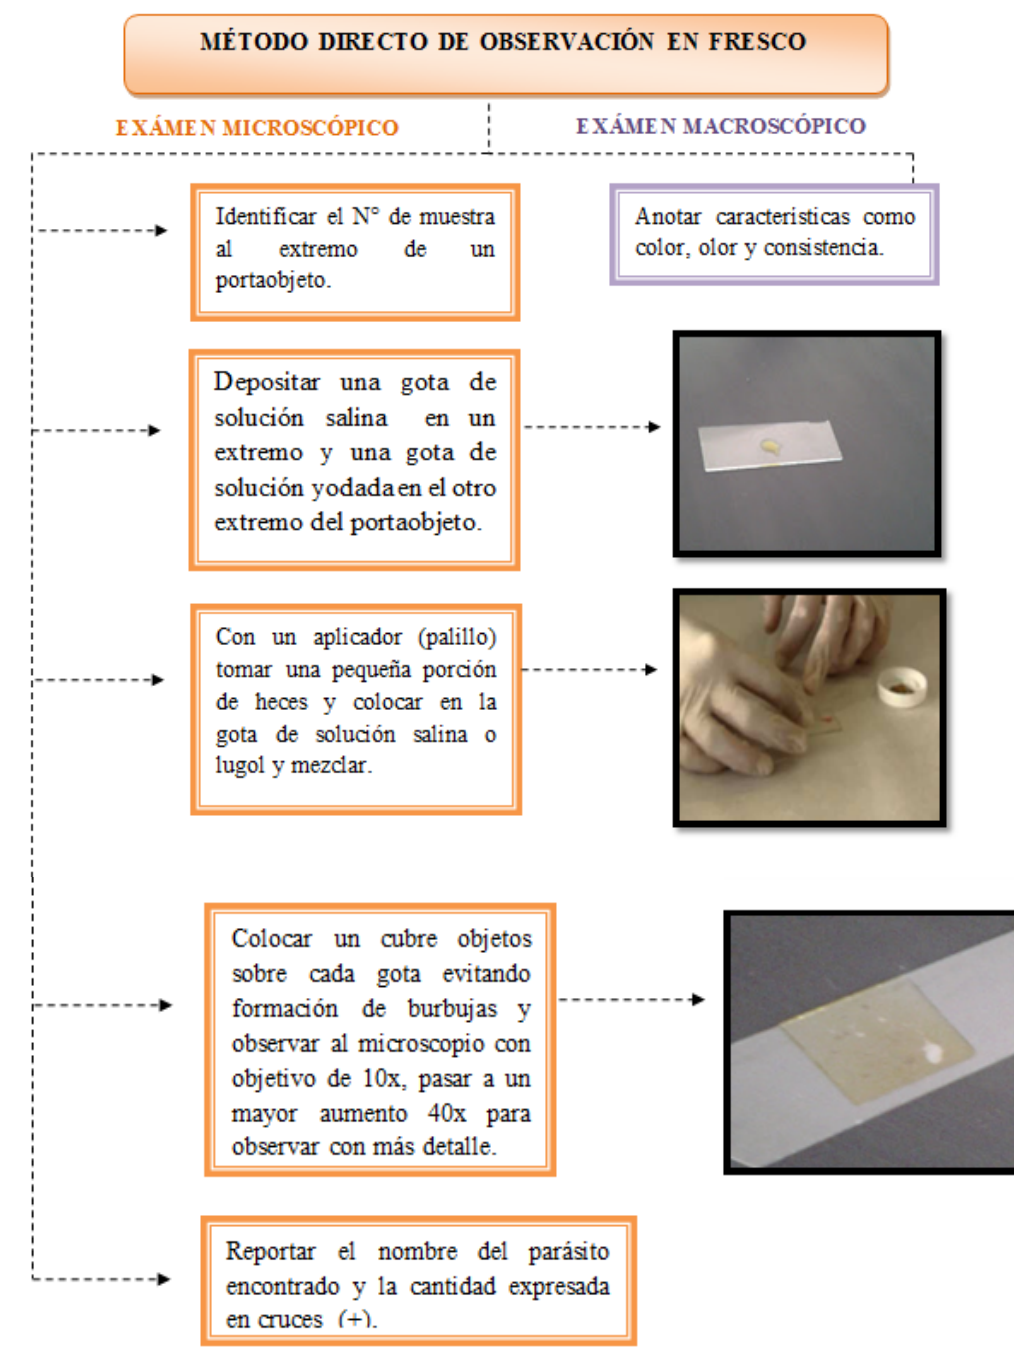 MÉTODO DIRECTO DE OBSERVACIÓN EN FRESCO
EXÁMEN MICROSCÓPICO
EXÁMEN MACROSCÓPICO
Identificar el N° de muestra
al extremo de un
portaobjeto.
Anotar características como
color, olor y consistencia.
Depositar una gota de
solución salina en un
extremo y una gota de
solución yodada en el otro
extremo del portaobjeto.
Con un aplicador (palillo)
tomar una pequeña porción
de heces y colocar en la
gota de solución salina o
lugol y mezclar.
Colocar un cubre objetos
sobre cada gota evitando
formación de burbujas y
observar al microscopio con
objetivo de 10x, pasar a un
mayor aumento 40x para
observar con más detalle.
Reportar el nombre del parásito
encontrado y la cantidad expresada
en cruces (+).